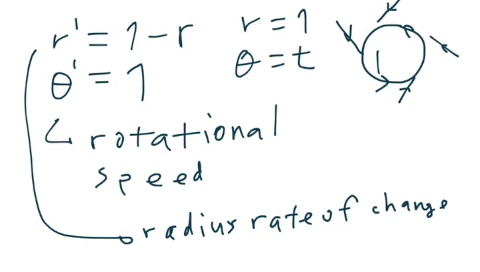 r' = 1 - r
r = 1
θ' = 1
θ = t
rotational
speed
radius rate of change